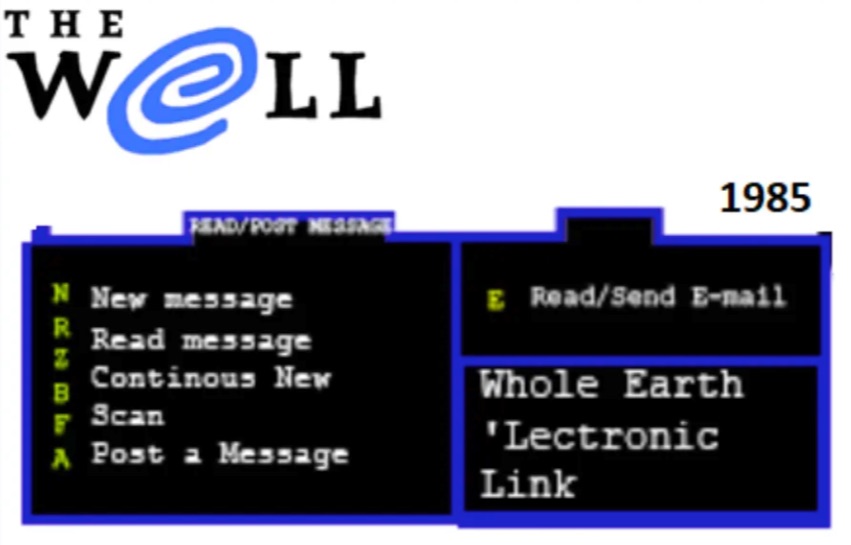 THE
WeLL
1985
READ/POST MESSAGE
N New message
R Read message
Z Continous New
B Scan
F Post a Message
A
E Read/Send E-mail
Whole Earth
'Lectronic
Link